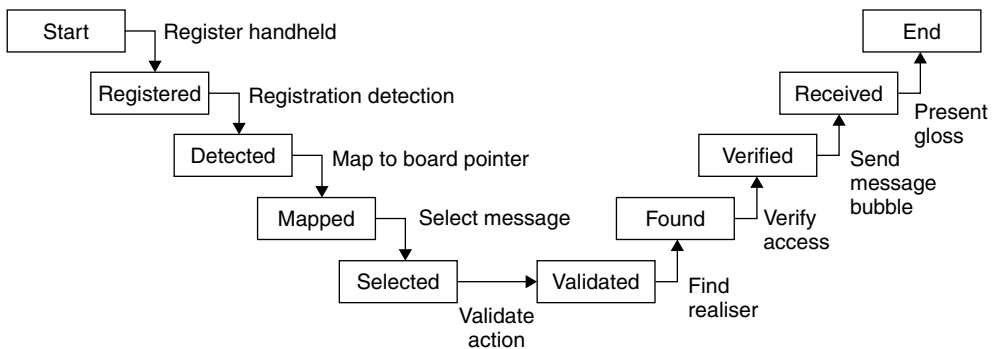 Start
Register handheld
Registered
Registration detection
Detected
Map to board pointer
Mapped
Select message
Selected
Validate
action
Validated
Find
realiser
Found
Verify
access
Verified
Send
message
bubble
Received
Present
gloss
End